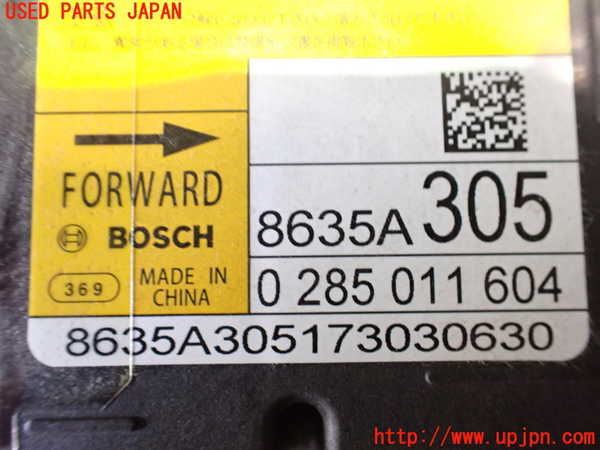 USED PARTS JAPAN
FORWARD
BOSCH
8635A 305
369
MADE IN
CHINA
0 285 011 604
8635A305173030630
http://www.upjpn.com/